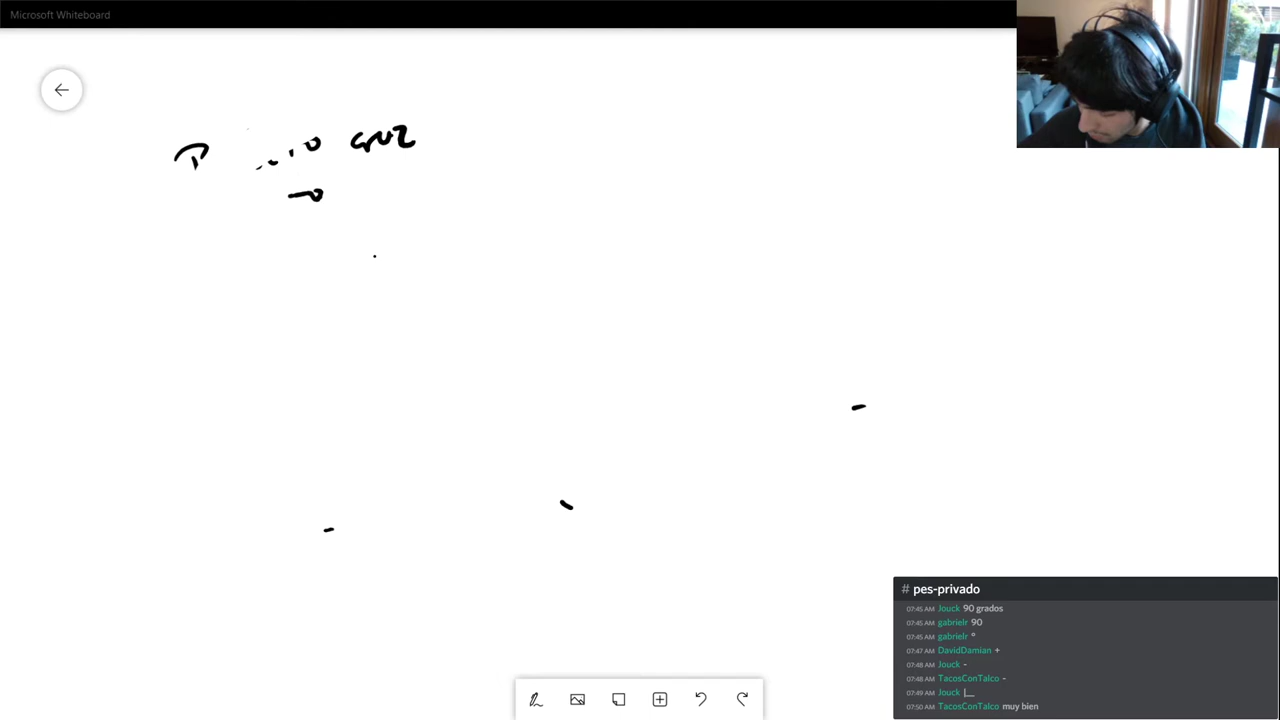 Microsoft Whiteboard
# pes-privado
07:45 AM Jouck 90 grados
07:45 AM gabrielr 90
07:45 AM gabrielr °
07:47 AM DavidDamian +
07:48 AM Jouck -
07:48 AM TacosConTalco -
07:49 AM Jouck |__
07:50 AM TacosConTalco muy bien